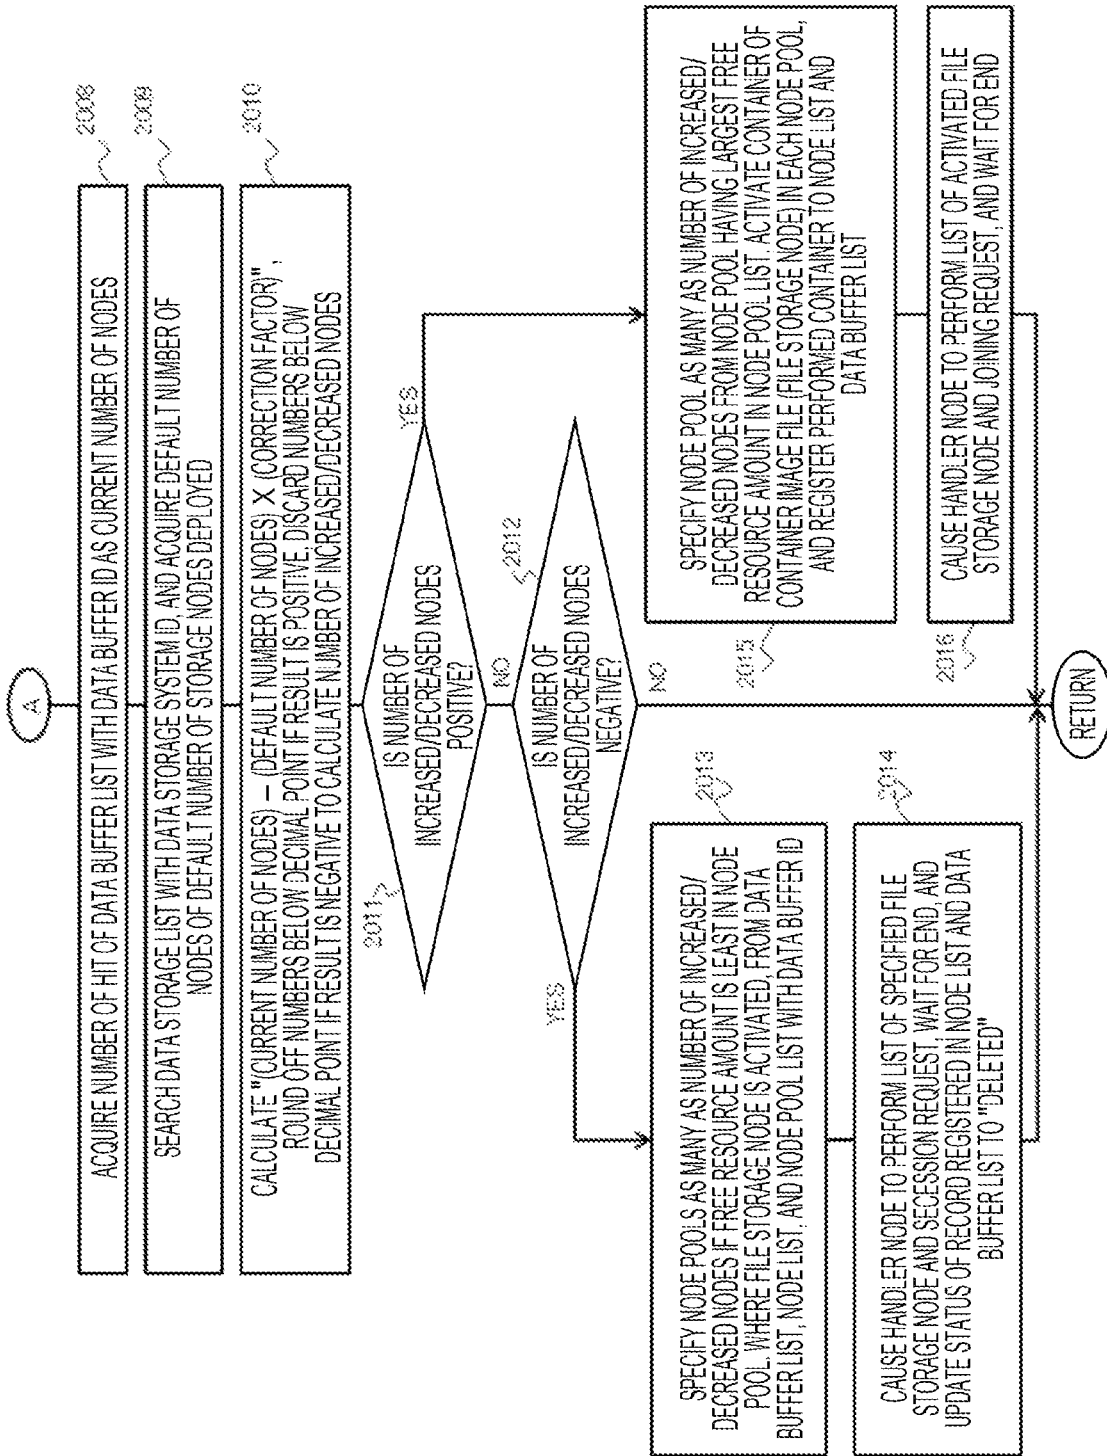 A
2008
ACQUIRE NUMBER OF HIT OF DATA BUFFER LIST WITH DATA BUFFER ID AS CURRENT NUMBER OF NODES
2009
SEARCH DATA STORAGE LIST WITH DATA STORAGE SYSTEM ID, AND ACQUIRE DEFAULT NUMBER OF
NODES OF DEFAULT NUMBER OF STORAGE NODES DEPLOYED
2010
CALCULATE "(CURRENT NUMBER OF NODES) – (DEFAULT NUMBER OF NODES) X (CORRECTION FACTOR)",
ROUND OFF NUMBERS BELOW DECIMAL POINT IF RESULT IS POSITIVE, DISCARD NUMBERS BELOW
DECIMAL POINT IF RESULT IS NEGATIVE TO CALCULATE NUMBER OF INCREASED/DECREASED NODES
2011
IS NUMBER OF
INCREASED/DECREASED NODES
POSITIVE?
YES
NO
2012
IS NUMBER OF
INCREASED/DECREASED NODES
NEGATIVE?
YES
NO
2013
SPECIFY NODE POOLS AS MANY AS NUMBER OF INCREASED/
DECREASED NODES IF FREE RESOURCE AMOUNT IS LEAST IN NODE
POOL, WHERE FILE STORAGE NODE IS ACTIVATED, FROM DATA
BUFFER LIST, NODE LIST, AND NODE POOL LIST WITH DATA BUFFER ID
2014
CAUSE HANDLER NODE TO PERFORM LIST OF SPECIFIED FILE
STORAGE NODE AND SECESSION REQUEST, WAIT FOR END, AND
UPDATE STATUS OF RECORD REGISTERED IN NODE LIST AND DATA
BUFFER LIST TO "DELETED"
2015
SPECIFY NODE POOL AS MANY AS NUMBER OF INCREASED/
DECREASED NODES FROM NODE POOL HAVING LARGEST FREE
RESOURCE AMOUNT IN NODE POOL LIST, ACTIVATE CONTAINER OF
CONTAINER IMAGE FILE (FILE STORAGE NODE) IN EACH NODE POOL,
AND REGISTER PERFORMED CONTAINER TO NODE LIST AND
DATA BUFFER LIST
2016
CAUSE HANDLER NODE TO PERFORM LIST OF ACTIVATED FILE
STORAGE NODE AND JOINING REQUEST, AND WAIT FOR END
RETURN